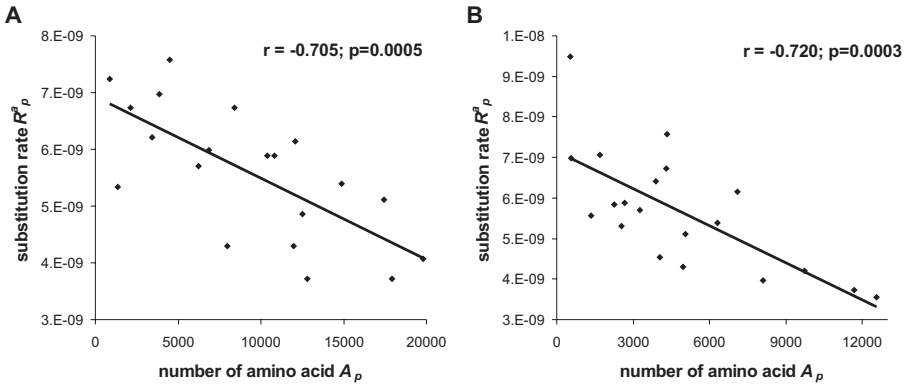 A
8.E-09
7.E-09
6.E-09
5.E-09
4.E-09
3.E-09
substitution rate R^a_p
r = -0.705; p=0.0005
0 5000 10000 15000 20000
number of amino acid A_p
B
1.E-08
9.E-09
8.E-09
7.E-09
6.E-09
5.E-09
4.E-09
3.E-09
substitution rate R^a_p
r = -0.720; p=0.0003
0 3000 6000 9000 12000
number of amino acid A_p